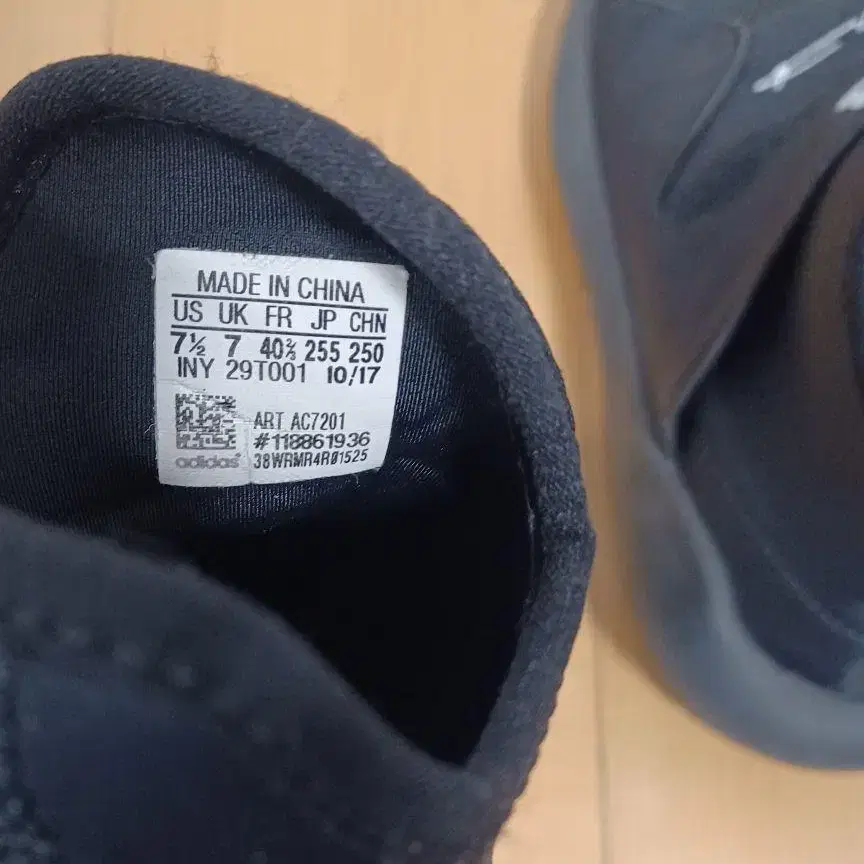 MADE IN CHINA
US UK FR JP CHN
7½ 7 40⅔ 255 250
INY 29T001 10/17
ART AC7201
#118861936
adidas 38WRMR4R01525